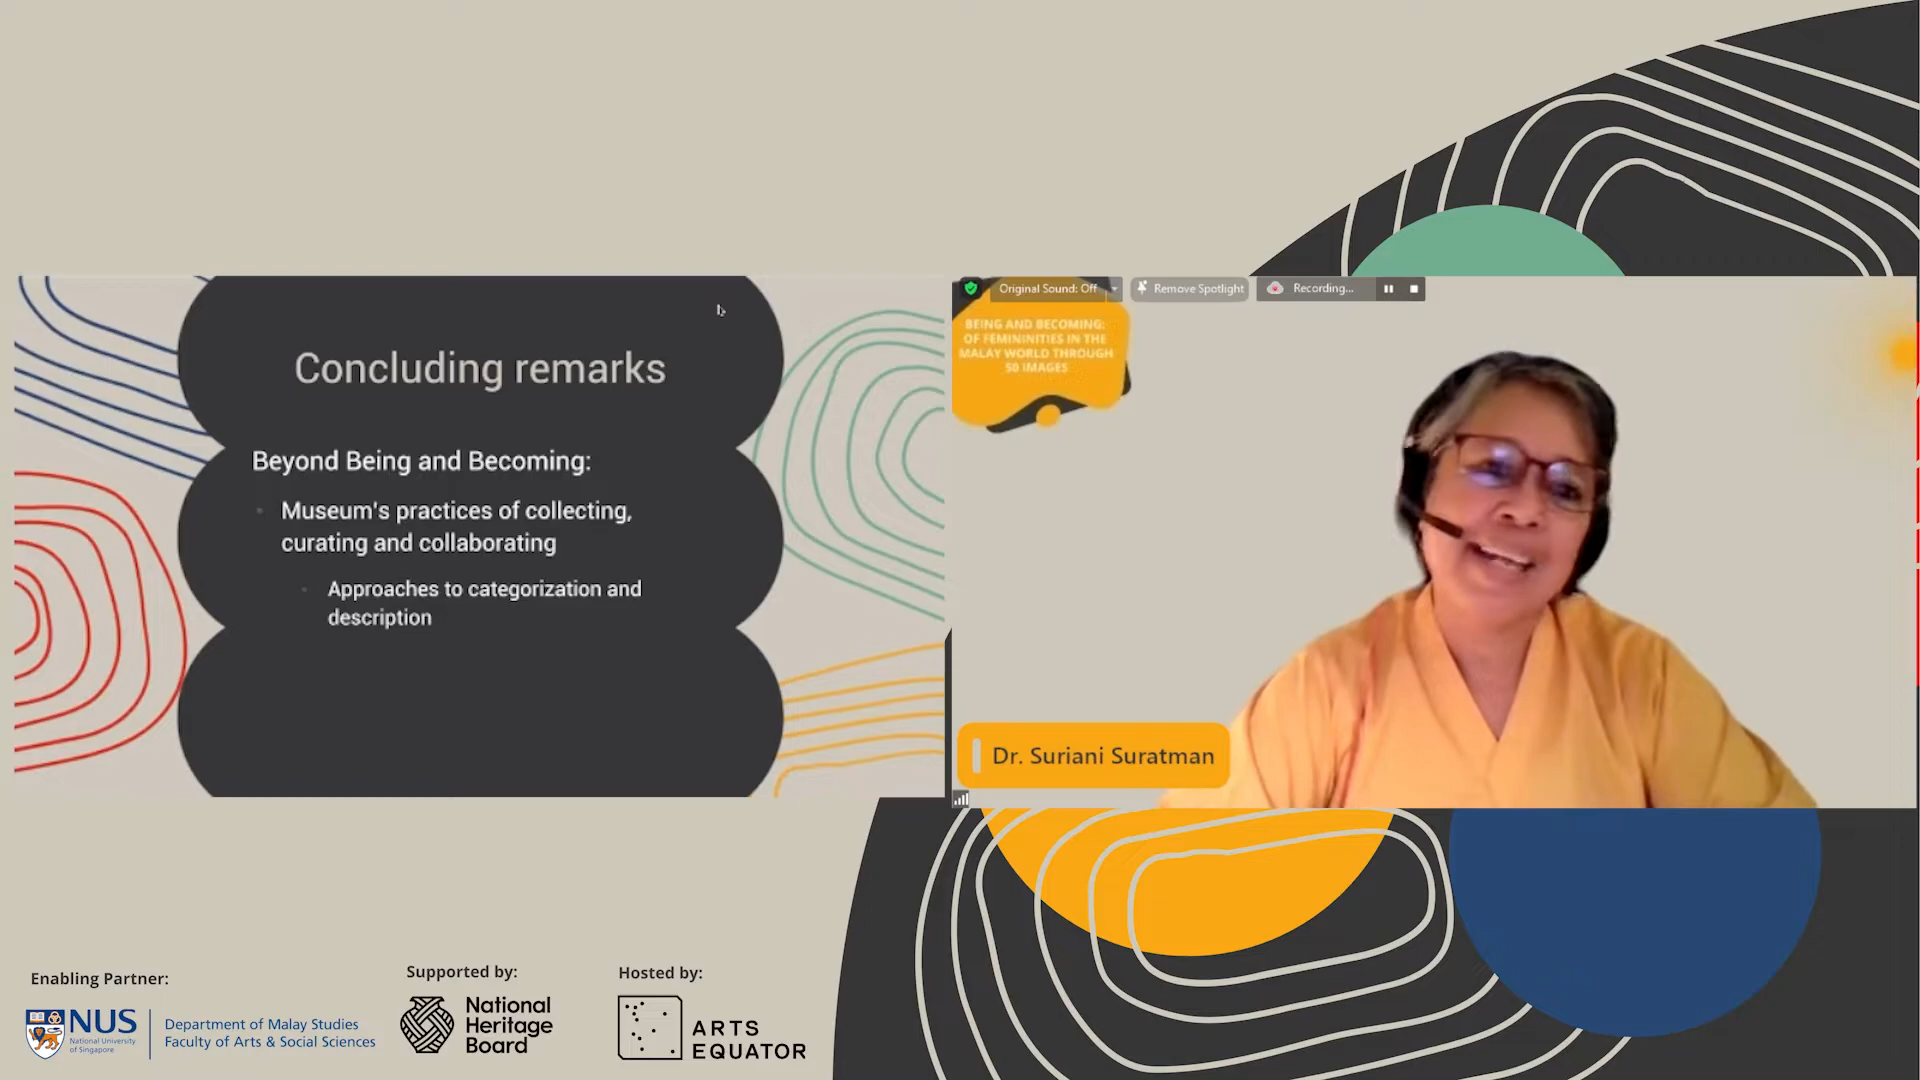 Concluding remarks
Beyond Being and Becoming:
Museum's practices of collecting,
curating and collaborating
Approaches to categorization and
description
Original Sound: Off
Remove Spotlight
Recording...
BEING AND BECOMING:
OF FEMININITIES IN THE
MALAY WORLD THROUGH
50 IMAGES
Dr. Suriani Suratman
Enabling Partner:
NUS
National University
of Singapore
Department of Malay Studies
Faculty of Arts & Social Sciences
Supported by:
National
Heritage
Board
Hosted by:
ARTS
EQUATOR